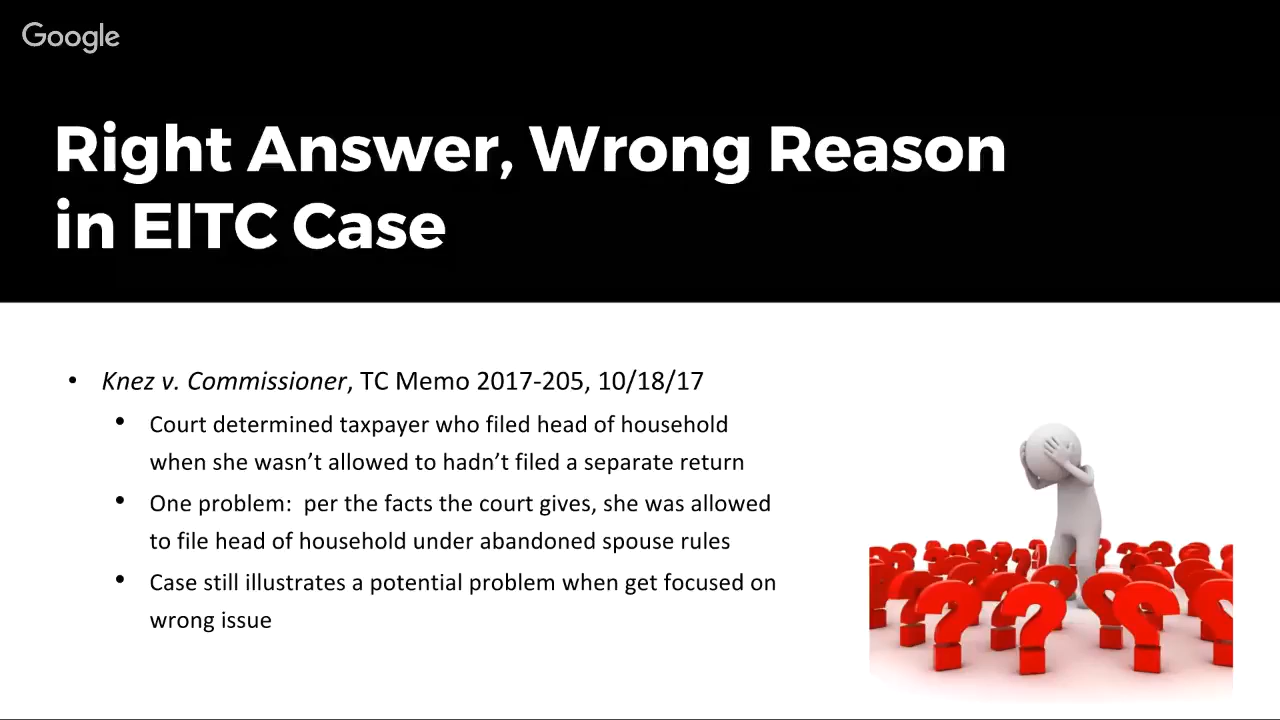 Google
Right Answer, Wrong Reason
in EITC Case
• Knez v. Commissioner, TC Memo 2017-205, 10/18/17
• Court determined taxpayer who filed head of household
when she wasn’t allowed to hadn’t filed a separate return
• One problem:  per the facts the court gives, she was allowed
to file head of household under abandoned spouse rules
• Case still illustrates a potential problem when get focused on
wrong issue